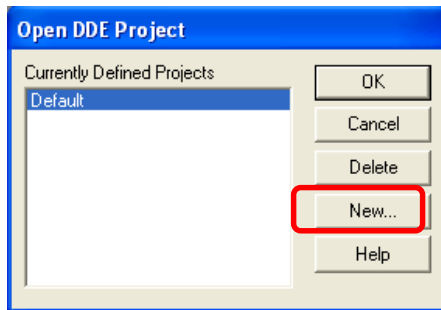 Open DDE Project
Currently Defined Projects
Default
OK
Cancel
Delete
New...
Help